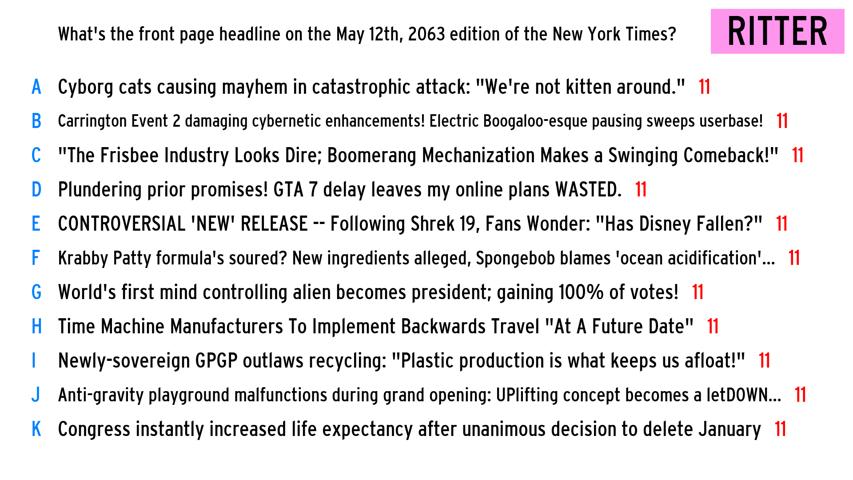 What's the front page headline on the May 12th, 2063 edition of the New York Times?
RITTER
A Cyborg cats causing mayhem in catastrophic attack: "We're not kitten around." 11
B Carrington Event 2 damaging cybernetic enhancements! Electric Boogaloo-esque pausing sweeps userbase! 11
C "The Frisbee Industry Looks Dire; Boomerang Mechanization Makes a Swinging Comeback!" 11
D Plundering prior promises! GTA 7 delay leaves my online plans WASTED. 11
E CONTROVERSIAL 'NEW' RELEASE -- Following Shrek 19, Fans Wonder: "Has Disney Fallen?" 11
F Krabby Patty formula's soured? New ingredients alleged, Spongebob blames 'ocean acidification'... 11
G World's first mind controlling alien becomes president; gaining 100% of votes! 11
H Time Machine Manufacturers To Implement Backwards Travel "At A Future Date" 11
I Newly-sovereign GPGP outlaws recycling: "Plastic production is what keeps us afloat!" 11
J Anti-gravity playground malfunctions during grand opening: UPlifting concept becomes a letDOWN... 11
K Congress instantly increased life expectancy after unanimous decision to delete January 11